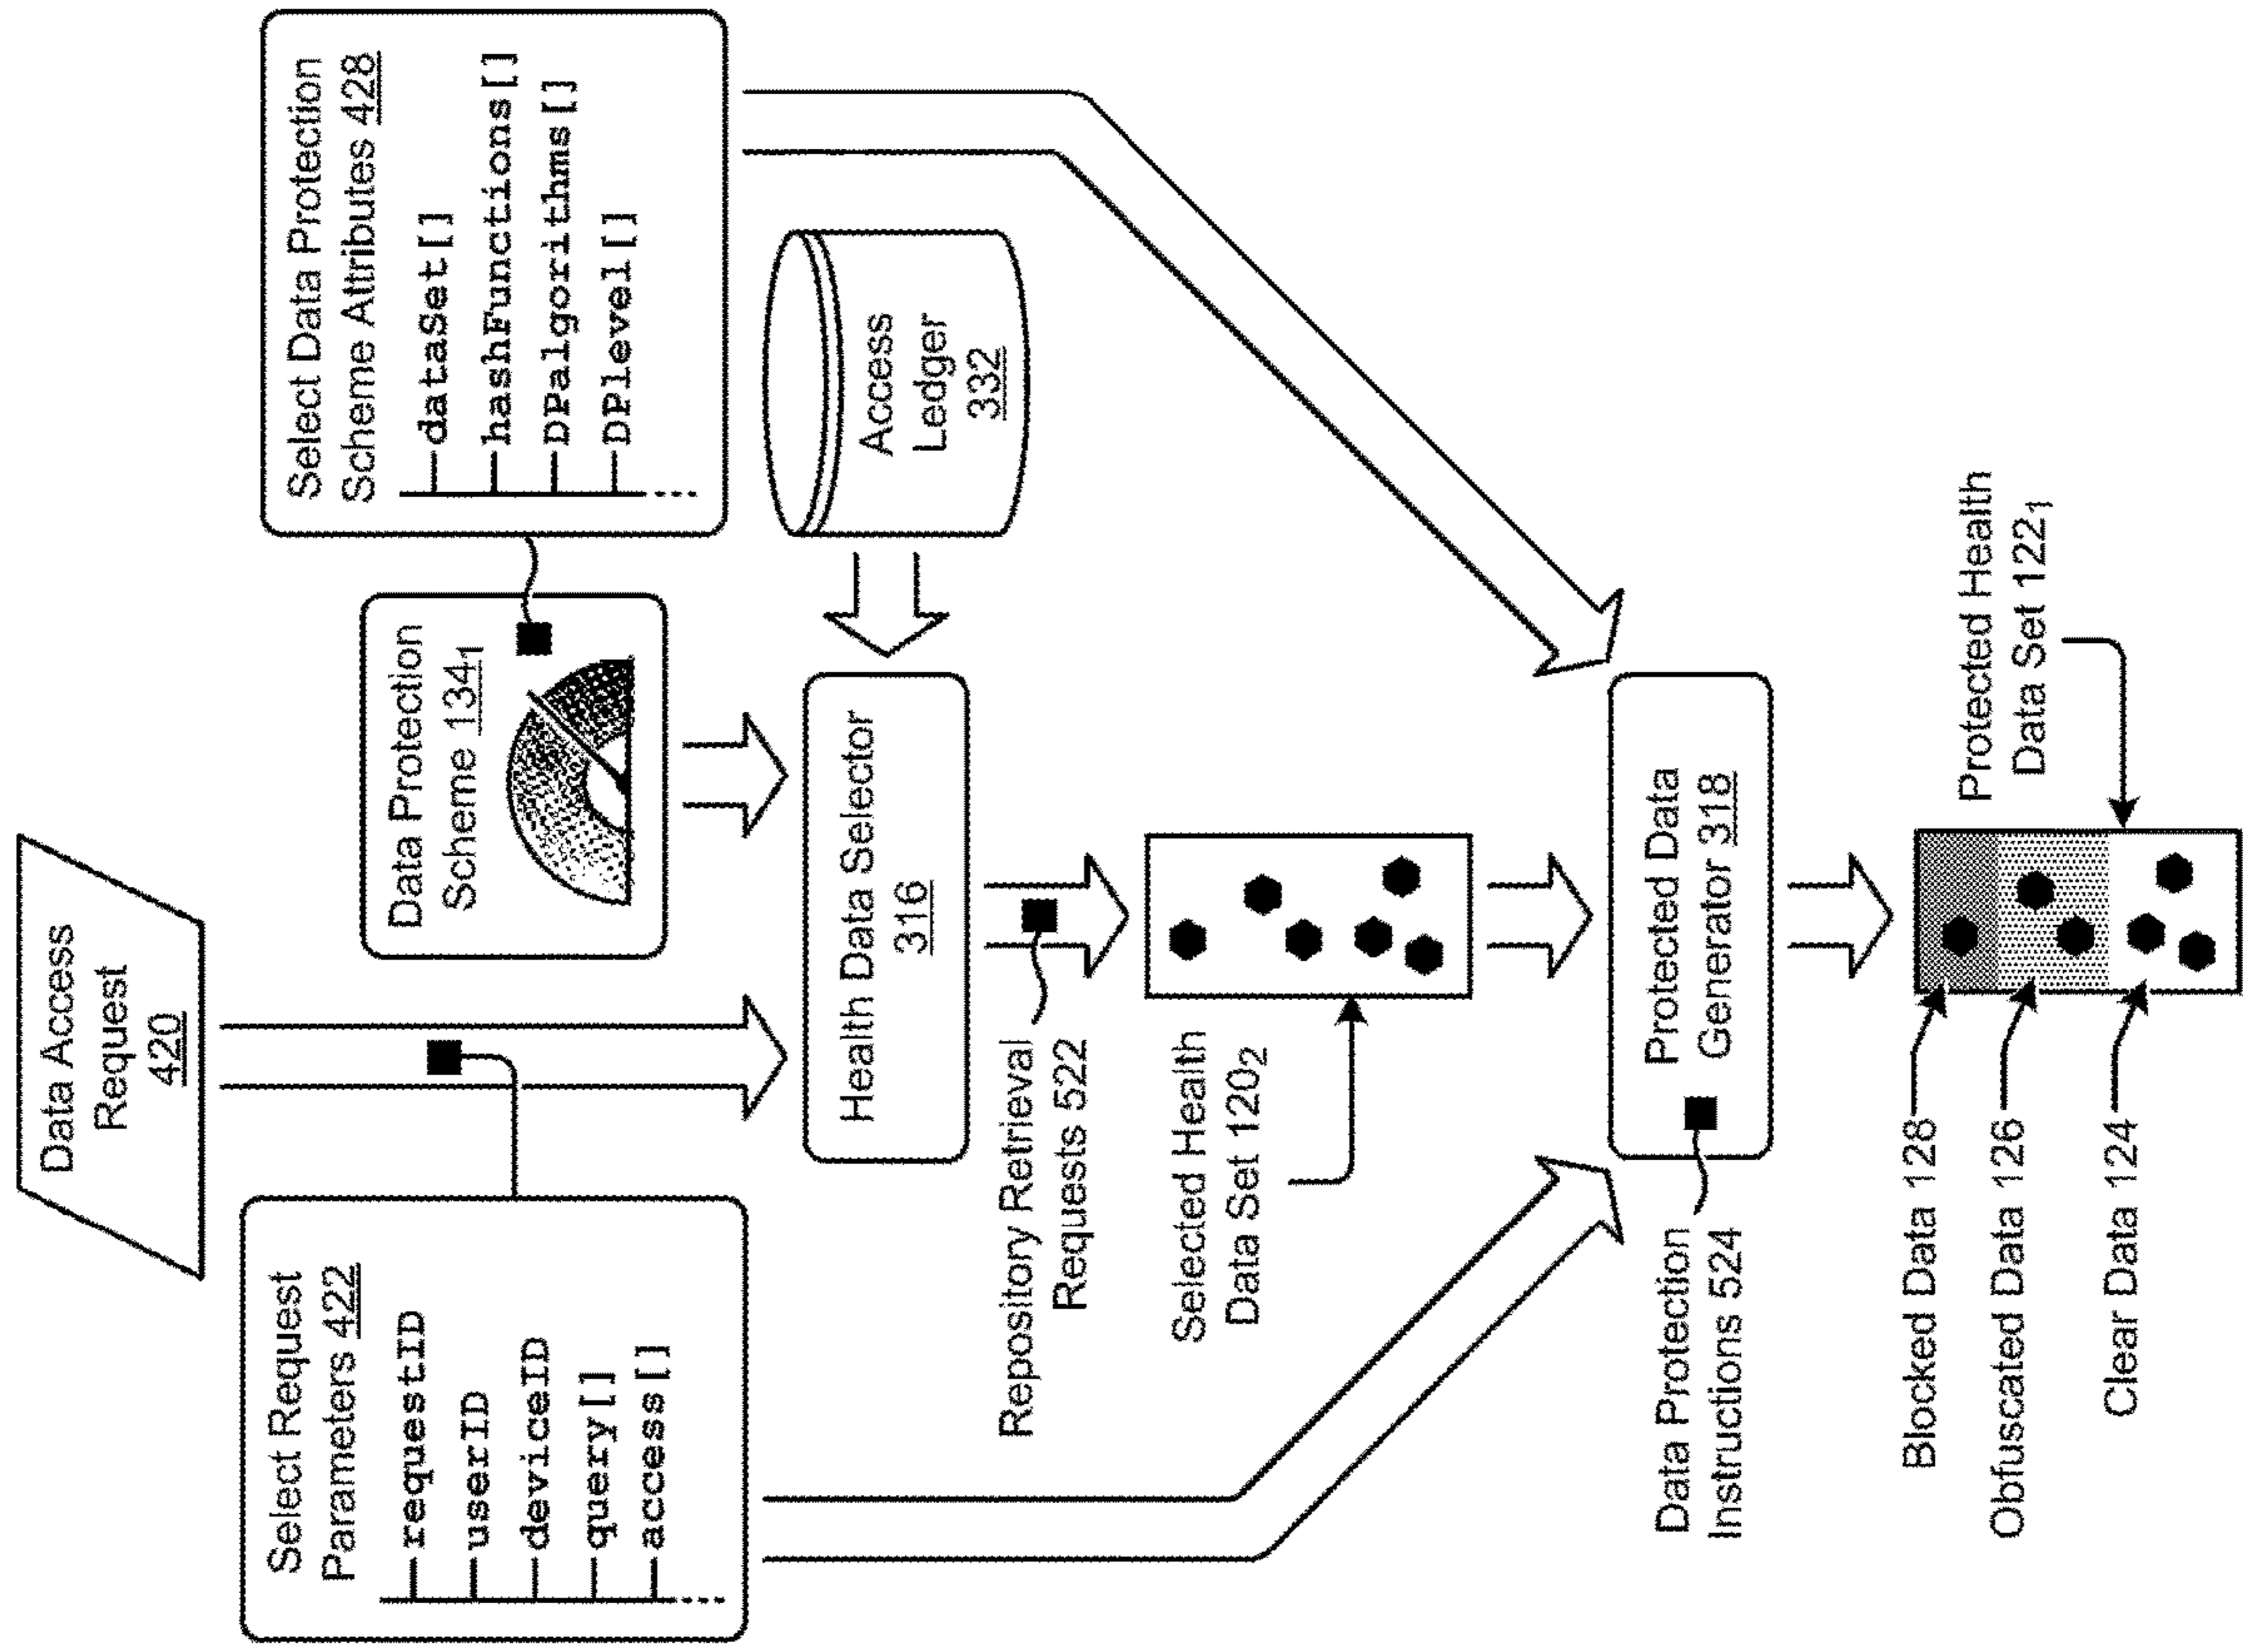 Data Access
Request
420
Select Request
Parameters 422
requestID
userID
deviceID
query[]
access[]
Data Protection
Scheme 134₁
Select Data Protection
Scheme Attributes 428
dataSet[]
hashFunctions[]
DPalgorithms[]
DPlevel[]
Health Data Selector
316
Access
Ledger
332
Repository Retrieval
Requests 522
Selected Health
Data Set 120₂
Protected Data
Generator 318
Data Protection
Instructions 524
Protected Health
Data Set 122₁
Blocked Data 128
Obfuscated Data 126
Clear Data 124